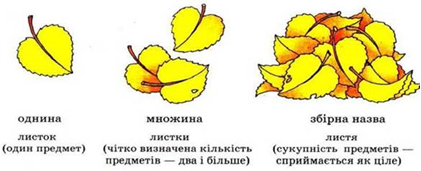 однина
листок
(один предмет)
множина
листки
(чітко визначена кількість
предметів — два і більше)
збірна назва
листя
(сукупність предметів —
сприймається як ціле)